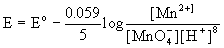 E = E° − 0.059/5 log [Mn²⁺]/[MnO₄⁻][H⁺]⁸